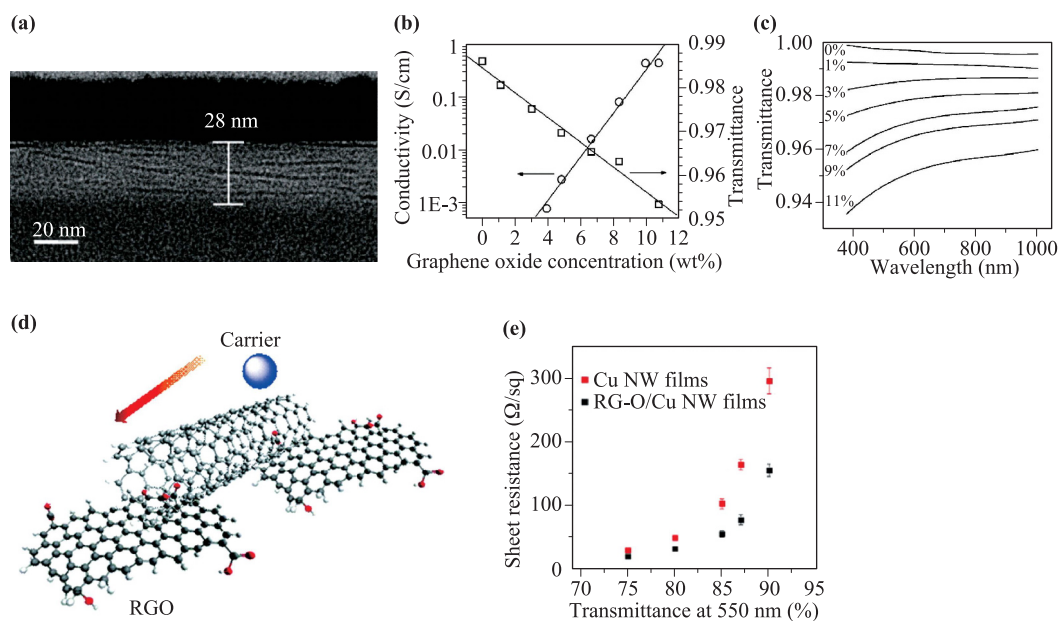 (a)
28 nm
20 nm
(b)
Conductivity (S/cm)
1
0.1
0.01
1E-3
0.99
0.98
0.97
0.96
0.95
Transmittance
0 2 4 6 8 10 12
Graphene oxide concentration (wt%)
(c)
Transmittance
1.00
0.98
0.96
0.94
0%
1%
3%
5%
7%
9%
11%
400 600 800 1000
Wavelength (nm)
(d)
Carrier
RGO
(e)
Sheet resistance (Ω/sq)
300
200
100
0
Cu NW films
RG-O/Cu NW films
70 75 80 85 90 95
Transmittance at 550 nm (%)